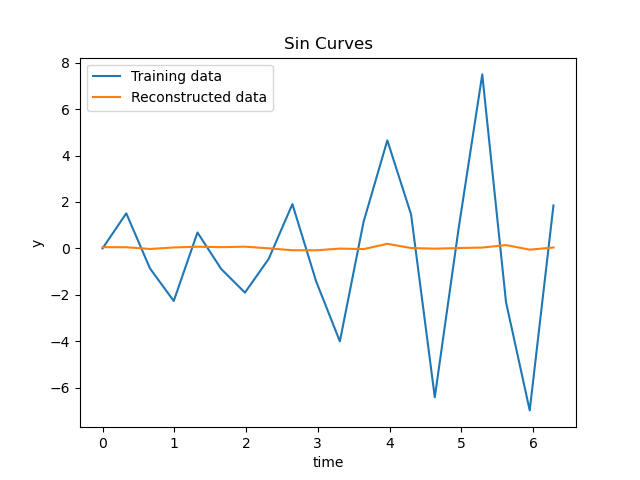 Sin Curves
Training data
Reconstructed data
y
8
6
4
2
0
−2
−4
−6
0 1 2 3 4 5 6
time